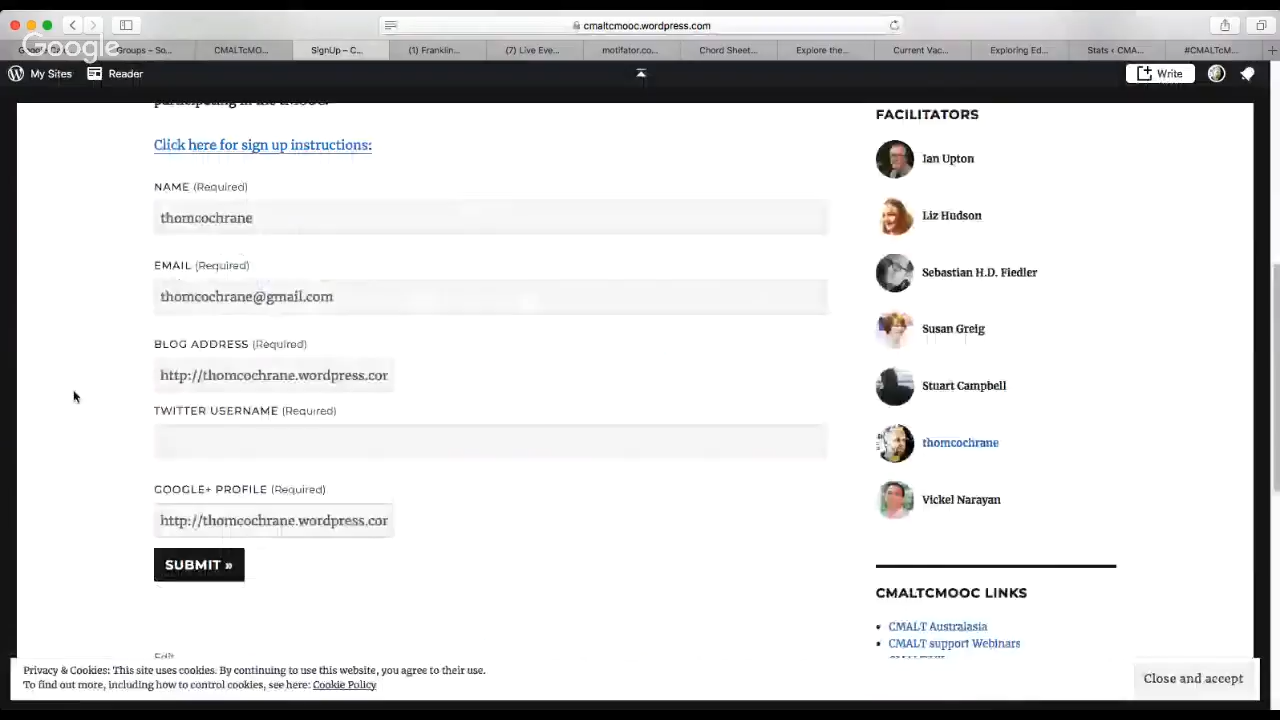 cmaltcmooc.wordpress.com
Google
Groups – So...
CMALTcMO...
SignUp – C...
(1) Franklin...
(7) Live Eve...
motifator.co...
Chord Sheet...
Explore the...
Current Vac...
Exploring Ed...
Stats ‹ CMA...
#CMALTcM...
My Sites
Reader
Write
participating in the cMOOC.
Click here for sign up instructions:
NAME (Required)
thomcochrane
EMAIL (Required)
thomcochrane@gmail.com
BLOG ADDRESS (Required)
http://thomcochrane.wordpress.cor
TWITTER USERNAME (Required)
GOOGLE+ PROFILE (Required)
http://thomcochrane.wordpress.cor
SUBMIT »
Edit
FACILITATORS
Ian Upton
Liz Hudson
Sebastian H.D. Fiedler
Susan Greig
Stuart Campbell
thomcochrane
Vickel Narayan
CMALTCMOOC LINKS
CMALT Australasia
CMALT support Webinars
Privacy & Cookies: This site uses cookies. By continuing to use this website, you agree to their use.
To find out more, including how to control cookies, see here: Cookie Policy
Close and accept